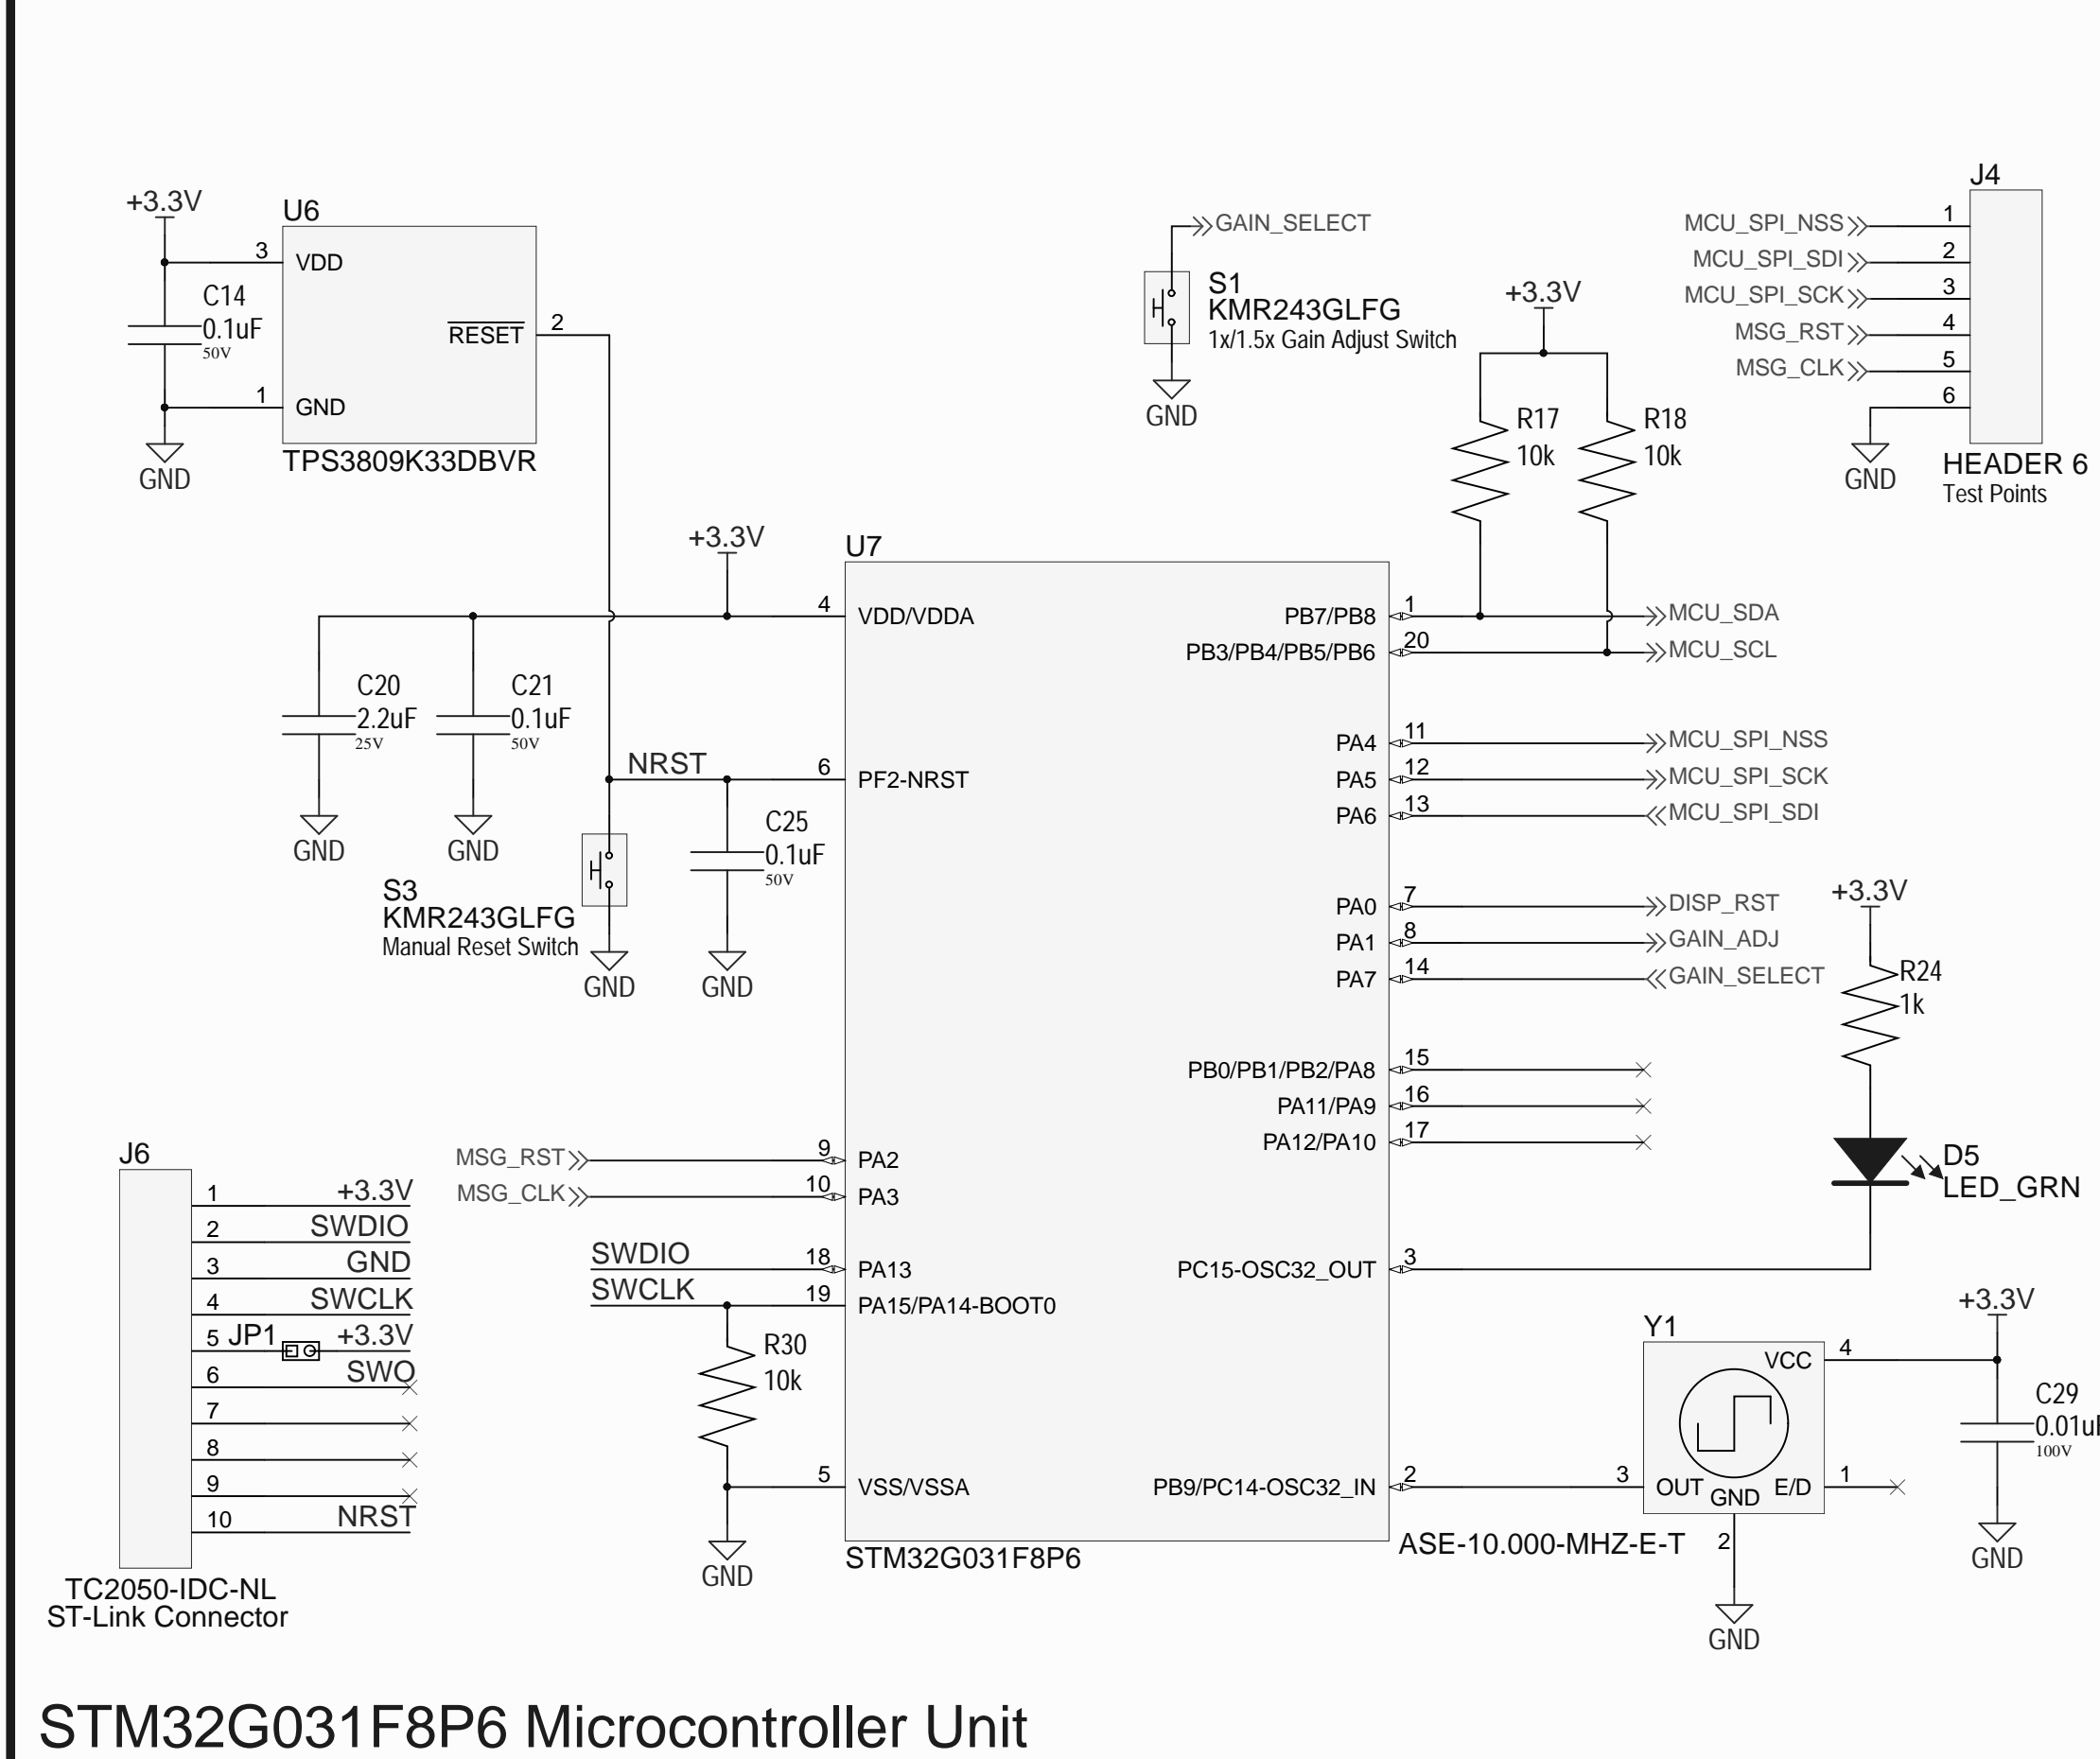 +3.3V
U6
3
VDD
C14
0.1uF
50V
RESET
2
1
GND
GND
TPS3809K33DBVR
GAIN_SELECT
S1
KMR243GLFG
1x/1.5x Gain Adjust Switch
GND
+3.3V
R17
10k
R18
10k
J4
MCU_SPI_NSS
1
MCU_SPI_SDI
2
MCU_SPI_SCK
3
MSG_RST
4
MSG_CLK
5
6
GND
HEADER 6
Test Points
+3.3V
U7
4
VDD/VDDA
C20
2.2uF
25V
GND
C21
0.1uF
50V
GND
NRST
6
PF2-NRST
S3
KMR243GLFG
Manual Reset Switch
GND
C25
0.1uF
50V
GND
PB7/PB8
1
MCU_SDA
PB3/PB4/PB5/PB6
20
MCU_SCL
PA4
11
MCU_SPI_NSS
PA5
12
MCU_SPI_SCK
PA6
13
MCU_SPI_SDI
PA0
7
DISP_RST
PA1
8
GAIN_ADJ
PA7
14
GAIN_SELECT
PB0/PB1/PB2/PA8
15
PA11/PA9
16
PA12/PA10
17
+3.3V
R24
1k
D5
LED_GRN
PC15-OSC32_OUT
3
J6
1
+3.3V
2
SWDIO
3
GND
4
SWCLK
5
JP1
+3.3V
6
SWO
7
8
9
10
NRST
TC2050-IDC-NL
ST-Link Connector
MSG_RST
9
PA2
MSG_CLK
10
PA3
SWDIO
18
PA13
SWCLK
19
PA15/PA14-BOOT0
R30
10k
5
VSS/VSSA
GND
STM32G031F8P6
PB9/PC14-OSC32_IN
2
3
Y1
VCC
4
OUT
GND
E/D
1
ASE-10.000-MHZ-E-T
2
GND
+3.3V
C29
0.01u
100V
GND
STM32G031F8P6 Microcontroller Unit